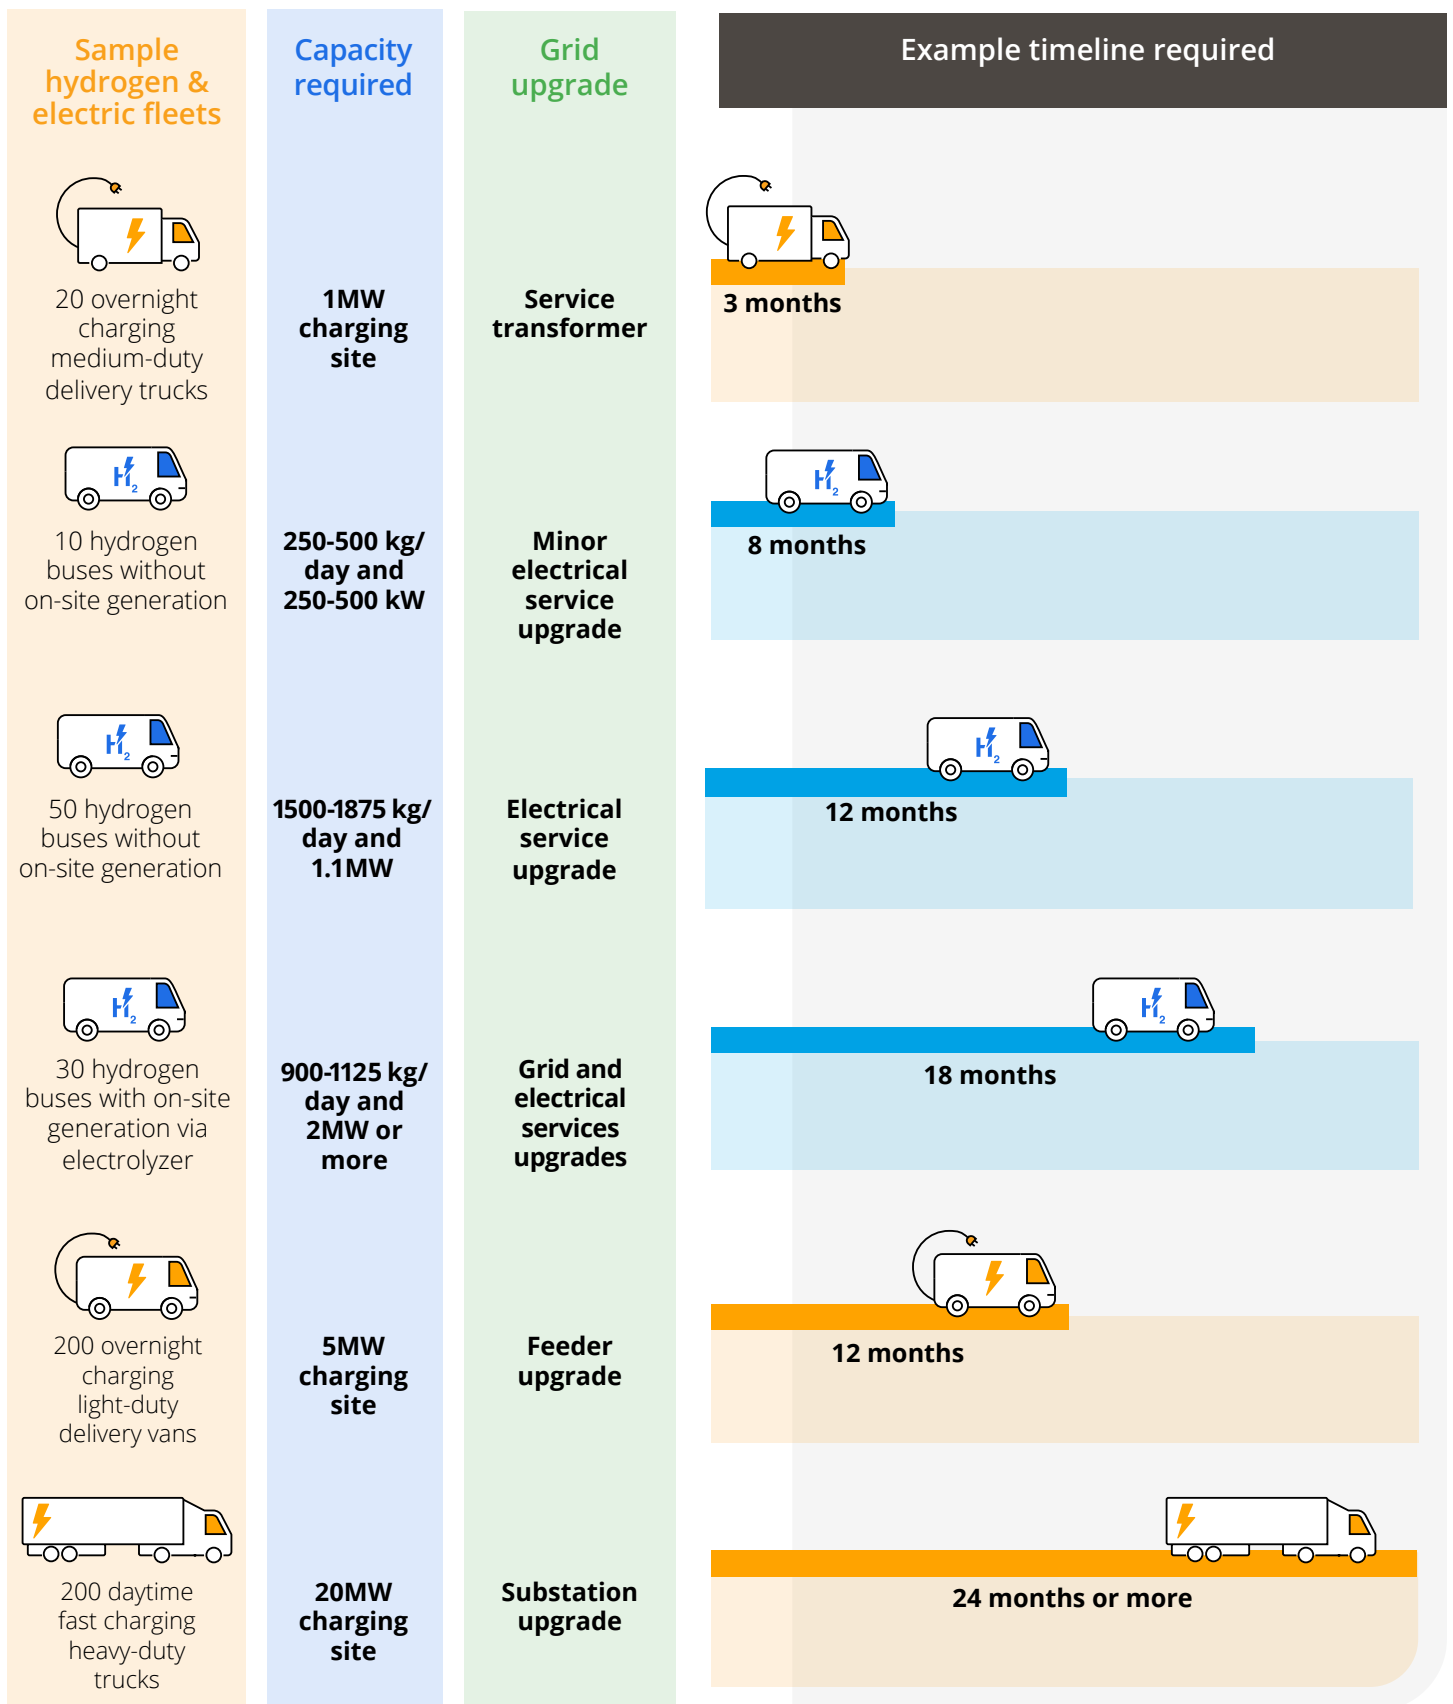 Sample
hydrogen &
electric fleets
Capacity
required
Grid
upgrade
Example timeline required
20 overnight
charging
medium-duty
delivery trucks
1MW
charging
site
Service
transformer
3 months
H2
10 hydrogen
buses without
on-site generation
250-500 kg/
day and
250-500 kW
Minor
electrical
service
upgrade
H2
8 months
H2
50 hydrogen
buses without
on-site generation
1500-1875 kg/
day and
1.1MW
Electrical
service
upgrade
H2
12 months
H2
30 hydrogen
buses with on-site
generation via
electrolyzer
900-1125 kg/
day and
2MW or
more
Grid and
electrical
services
upgrades
H2
18 months
200 overnight
charging
light-duty
delivery vans
5MW
charging
site
Feeder
upgrade
12 months
200 daytime
fast charging
heavy-duty
trucks
20MW
charging
site
Substation
upgrade
24 months or more